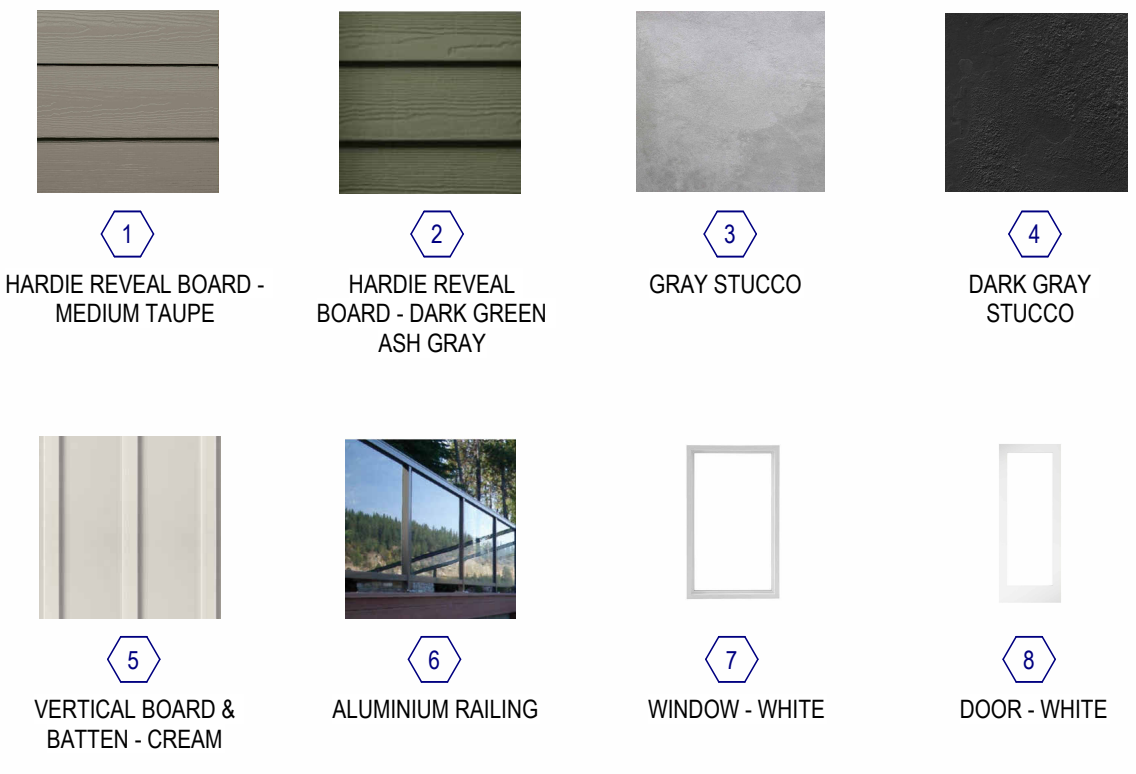 1
HARDIE REVEAL BOARD -
MEDIUM TAUPE
2
HARDIE REVEAL
BOARD - DARK GREEN
ASH GRAY
3
GRAY STUCCO
4
DARK GRAY
STUCCO
5
VERTICAL BOARD &
BATTEN - CREAM
6
ALUMINIUM RAILING
7
WINDOW - WHITE
8
DOOR - WHITE